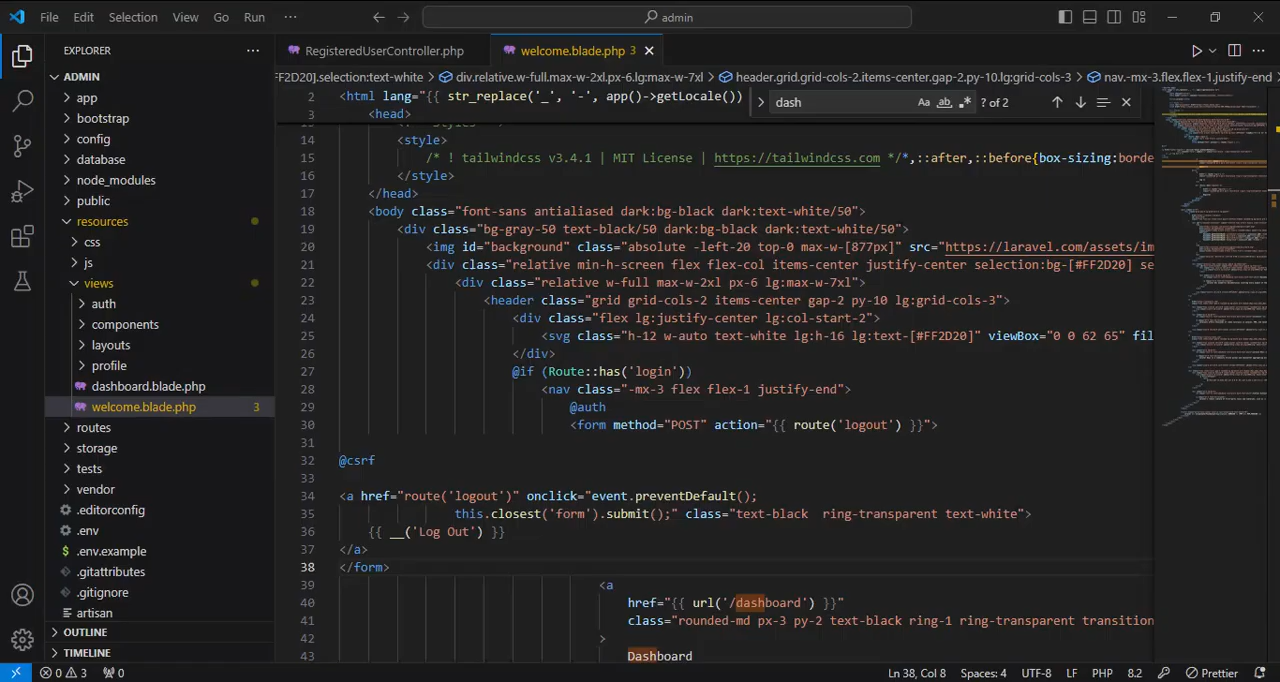 File Edit Selection View Go Run ··· admin
EXPLORER ···
RegisteredUserController.php welcome.blade.php 3
ADMIN
app
bootstrap
config
database
node_modules
public
resources
css
js
views
auth
components
layouts
profile
dashboard.blade.php
welcome.blade.php 3
routes
storage
tests
vendor
.editorconfig
.env
$ .env.example
.gitattributes
.gitignore
artisan
OUTLINE
TIMELINE
FF2D20].selection:text-white > div.relative.w-full.max-w-2xl.px-6.lg:max-w-7xl > header.grid.grid-cols-2.items-center.gap-2.py-10.lg:grid-cols-3 > nav.-mx-3.flex.flex-1.justify-end
dash Aa ab ? of 2
2 <html lang="{{ str_replace('_', '-', app()->getLocale())
3 <head>
14 <style>
15 /* ! tailwindcss v3.4.1 | MIT License | https://tailwindcss.com */*,::after,::before{box-sizing:borde
16 </style>
17 </head>
18 <body class="font-sans antialiased dark:bg-black dark:text-white/50">
19 <div class="bg-gray-50 text-black/50 dark:bg-black dark:text-white/50">
20 <img id="background" class="absolute -left-20 top-0 max-w-[877px]" src="https://laravel.com/assets/im
21 <div class="relative min-h-screen flex flex-col items-center justify-center selection:bg-[#FF2D20] se
22 <div class="relative w-full max-w-2xl px-6 lg:max-w-7xl">
23 <header class="grid grid-cols-2 items-center gap-2 py-10 lg:grid-cols-3">
24 <div class="flex lg:justify-center lg:col-start-2">
25 <svg class="h-12 w-auto text-white lg:h-16 lg:text-[#FF2D20]" viewBox="0 0 62 65" fil
26 </div>
27 @if (Route::has('login'))
28 <nav class="-mx-3 flex flex-1 justify-end">
29 @auth
30 <form method="POST" action="{{ route('logout') }}">
31
32 @csrf
33
34 <a href="route('logout')" onclick="event.preventDefault();
35 this.closest('form').submit();" class="text-black  ring-transparent text-white">
36 {{ __('Log Out') }}
37 </a>
38 </form>
39 <a
40 href="{{ url('/dashboard') }}"
41 class="rounded-md px-3 py-2 text-black ring-1 ring-transparent transition
42 >
43 Dashboard
0 3 0 Ln 38, Col 8 Spaces: 4 UTF-8 LF PHP 8.2 Prettier